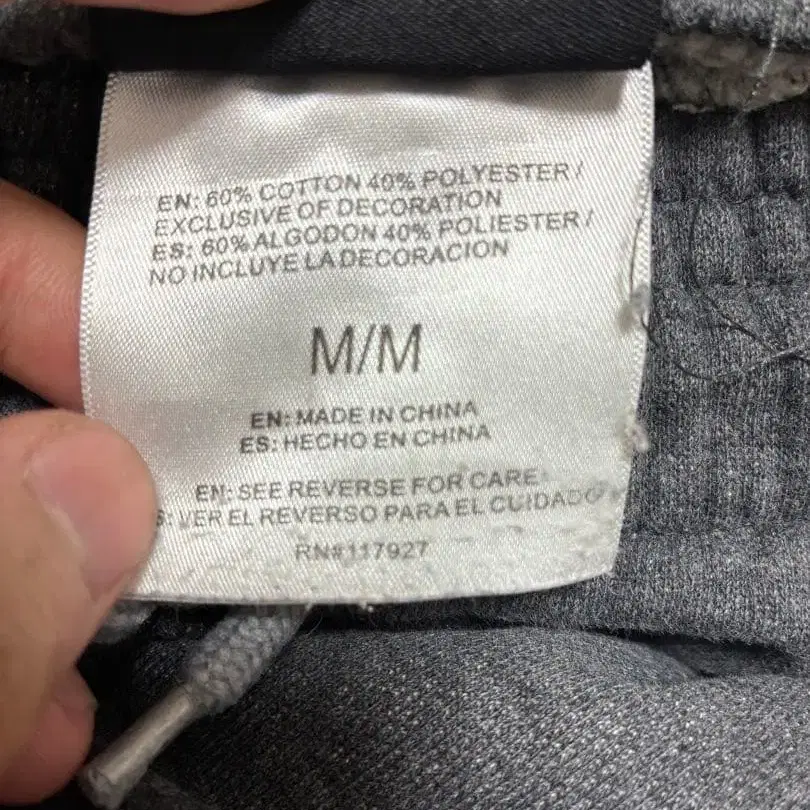 EN: 60% COTTON 40% POLYESTER /
EXCLUSIVE OF DECORATION
ES: 60% ALGODON 40% POLIESTER /
NO INCLUYE LA DECORACION
M/M
EN: MADE IN CHINA
ES: HECHO EN CHINA
EN: SEE REVERSE FOR CARE
S: VER EL REVERSO PARA EL CUIDADO
RN#117927